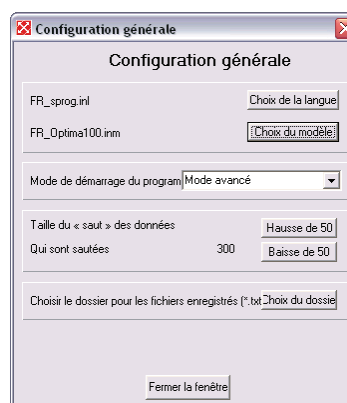 Configuration générale
Configuration générale
FR_sprog.inl
Choix de la langue
FR_Optima100.inm
Choix du modèle
Mode de démarrage du program
Mode avancé
Taille du « saut » des données
Hausse de 50
Qui sont sautées
300
Baisse de 50
Choisir le dossier pour les fichiers enregistrés (*.txt
Choix du dossie
Fermer la fenêtre